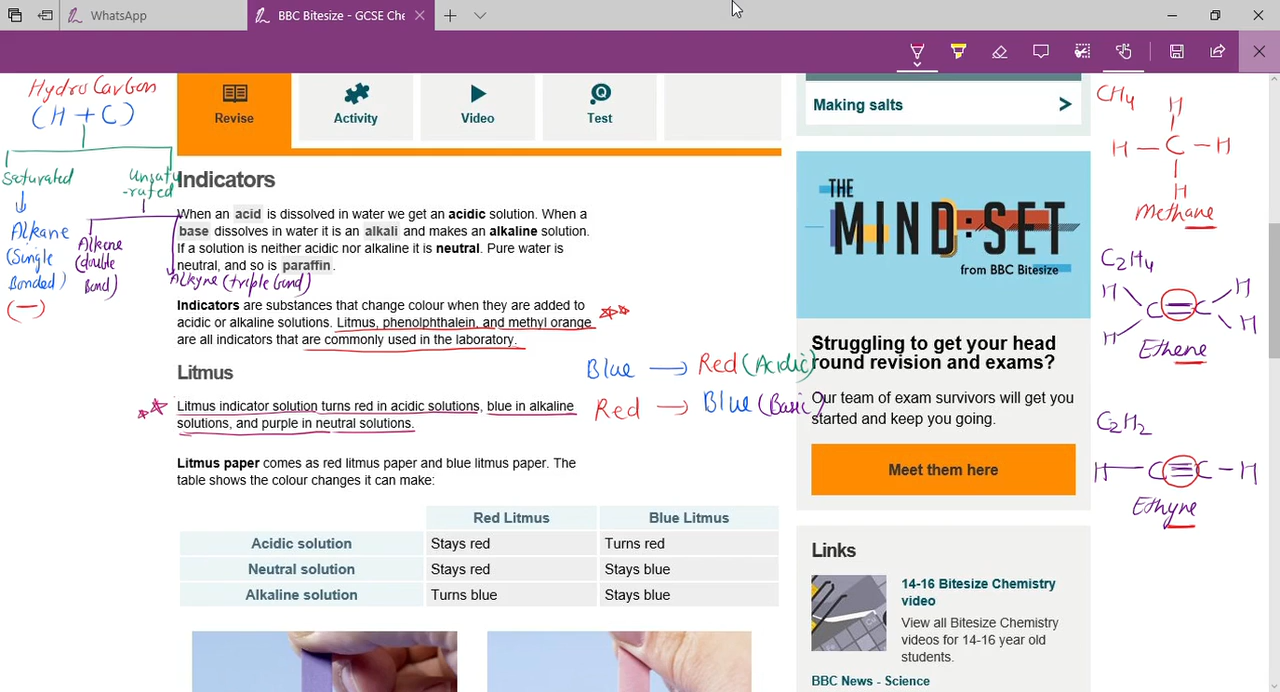 WhatsApp
BBC Bitesize - GCSE Che
Hydrocarbon
(H + C)
Saturated
Unsatu
-rated
Alkane
(Single
Bonded)
(—)
Alkene
(double
Bond)
Alkyne (triple bond)
Revise
Activity
Video
Test
Indicators
When an acid is dissolved in water we get an acidic solution. When a
base dissolves in water it is an alkali and makes an alkaline solution.
If a solution is neither acidic nor alkaline it is neutral. Pure water is
neutral, and so is paraffin.
Indicators are substances that change colour when they are added to
acidic or alkaline solutions. Litmus, phenolphthalein, and methyl orange
are all indicators that are commonly used in the laboratory.
Litmus
Litmus indicator solution turns red in acidic solutions, blue in alkaline
solutions, and purple in neutral solutions.
Blue → Red (Acidic)
Red → Blue (Basic)
Litmus paper comes as red litmus paper and blue litmus paper. The
table shows the colour changes it can make:
Red Litmus Blue Litmus
Acidic solution Stays red Turns red
Neutral solution Stays red Stays blue
Alkaline solution Turns blue Stays blue
Making salts
THE
MIND:SET
from BBC Bitesize
Struggling to get your head
round revision and exams?
Our team of exam survivors will get you
started and keep you going.
Meet them here
Links
14-16 Bitesize Chemistry
video
View all Bitesize Chemistry
videos for 14-16 year old
students.
BBC News - Science
CH4
H
H — C — H
H
Methane
C2H4
H H
C C
H H
Ethene
C2H2
H — C ≡ C — H
Ethyne